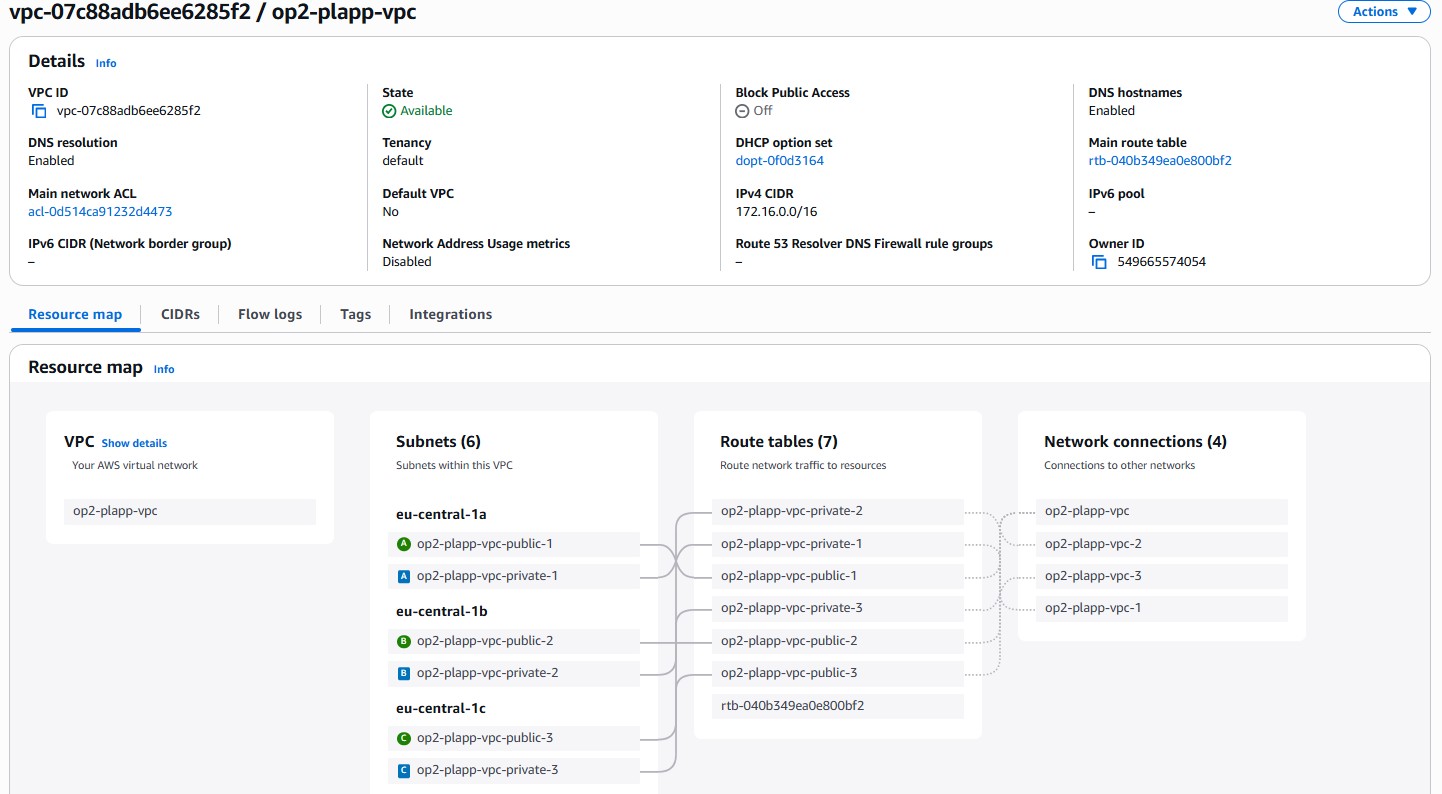 vpc-07c88adb6ee6285f2 / op2-plapp-vpc
Actions
Details Info
VPC ID
vpc-07c88adb6ee6285f2
State
Available
Block Public Access
Off
DNS hostnames
Enabled
DNS resolution
Enabled
Tenancy
default
DHCP option set
dopt-0f0d3164
Main route table
rtb-040b349ea0e800bf2
Main network ACL
acl-0d514ca91232d4473
Default VPC
No
IPv4 CIDR
172.16.0.0/16
IPv6 pool
–
IPv6 CIDR (Network border group)
–
Network Address Usage metrics
Disabled
Route 53 Resolver DNS Firewall rule groups
–
Owner ID
549665574054
Resource map CIDRs Flow logs Tags Integrations
Resource map Info
VPC Show details
Your AWS virtual network
op2-plapp-vpc
Subnets (6)
Subnets within this VPC
eu-central-1a
A op2-plapp-vpc-public-1
A op2-plapp-vpc-private-1
eu-central-1b
B op2-plapp-vpc-public-2
B op2-plapp-vpc-private-2
eu-central-1c
C op2-plapp-vpc-public-3
C op2-plapp-vpc-private-3
Route tables (7)
Route network traffic to resources
op2-plapp-vpc-private-2
op2-plapp-vpc-private-1
op2-plapp-vpc-public-1
op2-plapp-vpc-private-3
op2-plapp-vpc-public-2
op2-plapp-vpc-public-3
rtb-040b349ea0e800bf2
Network connections (4)
Connections to other networks
op2-plapp-vpc
op2-plapp-vpc-2
op2-plapp-vpc-3
op2-plapp-vpc-1